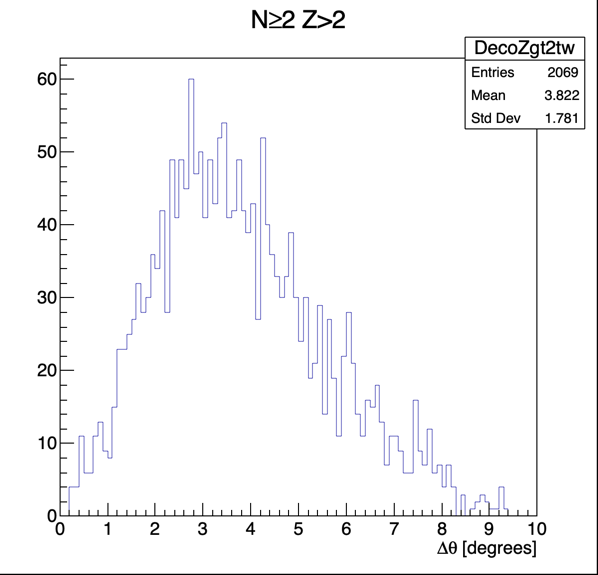 N≥2 Z>2
DecoZgt2tw
Entries 2069
Mean 3.822
Std Dev 1.781
60
50
40
30
20
10
0
0 1 2 3 4 5 6 7 8 9 10
Δθ [degrees]